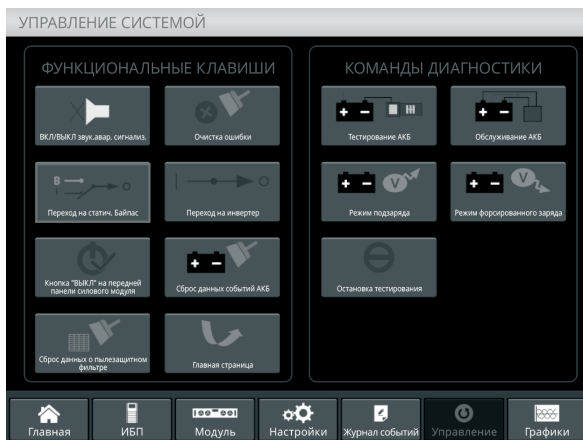 УПРАВЛЕНИЕ СИСТЕМОЙ
ФУНКЦИОНАЛЬНЫЕ КЛАВИШИ
ВКЛ/ВЫКЛ звук.авар. сигнализ.
Очистка ошибки
B
Переход на статич. Байпас
Переход на инвертер
Кнопка "ВЫКЛ" на передней
панели силового модуля
Сброс данных событий АКБ
Сброс данных о пылезащитном
фильтре
Главная страница
КОМАНДЫ ДИАГНОСТИКИ
Тестирование АКБ
Обслуживание АКБ
V
Режим подзаряда
V
Режим форсированного заряда
Остановка тестирования
Главная
ИБП
Модуль
Настройки
Журнал событий
Управление
Графики